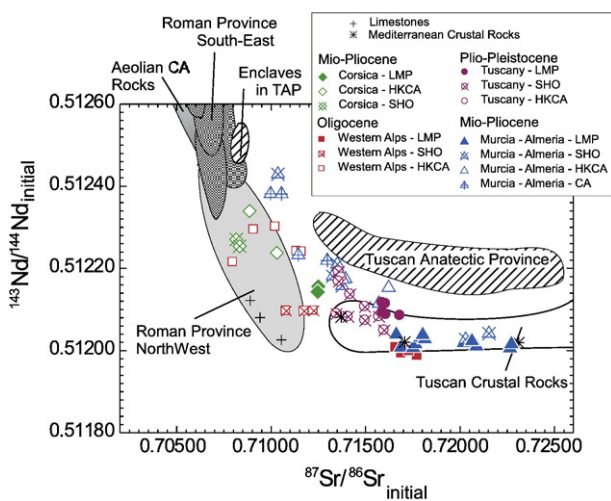 Roman Province
South-East
Aeolian CA
Rocks
Enclaves
in TAP
Limestones
Mediterranean Crustal Rocks
Mio-Pliocene
Corsica - LMP
Corsica - HKCA
Corsica - SHO
Oligocene
Western Alps - LMP
Western Alps - SHO
Western Alps - HKCA
Plio-Pleistocene
Tuscany - LMP
Tuscany - SHO
Tuscany - HKCA
Mio-Pliocene
Murcia - Almeria - LMP
Murcia - Almeria - SHO
Murcia - Almeria - HKCA
Murcia - Almeria - CA
0.51260
0.51240
0.51220
0.51200
0.51180
143Nd/144Nd initial
Tuscan Anatectic Province
Roman Province
NorthWest
Tuscan Crustal Rocks
0.70500 0.71000 0.71500 0.72000 0.72500
87Sr/86Sr initial